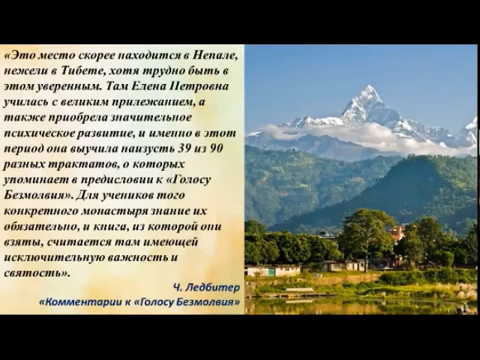 «Это место скорее находится в Непале,
нежели в Тибете, хотя трудно быть в
этом уверенным. Там Елена Петровна
училась с великим прилежанием, а
также приобрела значительное
психическое развитие, и именно в этот
период она выучила наизусть 39 из 90
разных трактатов, о которых
упоминает в предисловии к «Голосу
Безмолвия». Для учеников того
конкретного монастыря знание их
обязательно, и книга, из которой они
взяты, считается там имеющей
исключительную важность и
святость».
Ч. Ледбитер
«Комментарии к «Голосу Безмолвия»